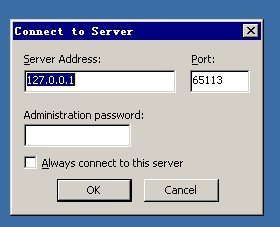 Connect to Server
Server Address: Port:
127.0.0.1 65113
Administration password:
Always connect to this server
OK Cancel